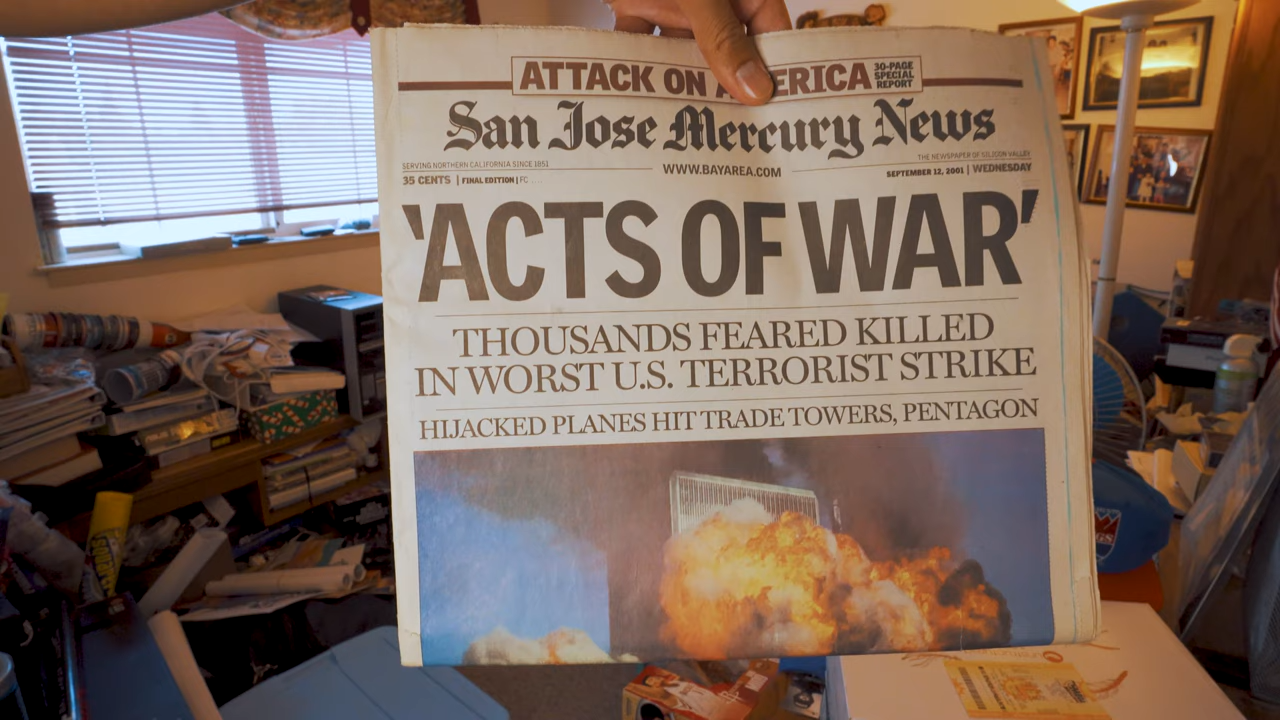 ATTACK ON A ERICA
30-PAGE
SPECIAL
REPORT
San Jose Mercury News
SERVING NORTHERN CALIFORNIA SINCE 1851
WWW.BAYAREA.COM
THE NEWSPAPER OF SILICON VALLEY
35 CENTS | FINAL EDITION | FC
SEPTEMBER 12, 2001 | WEDNESDAY
'ACTS OF WAR'
THOUSANDS FEARED KILLED
IN WORST U.S. TERRORIST STRIKE
HIJACKED PLANES HIT TRADE TOWERS, PENTAGON